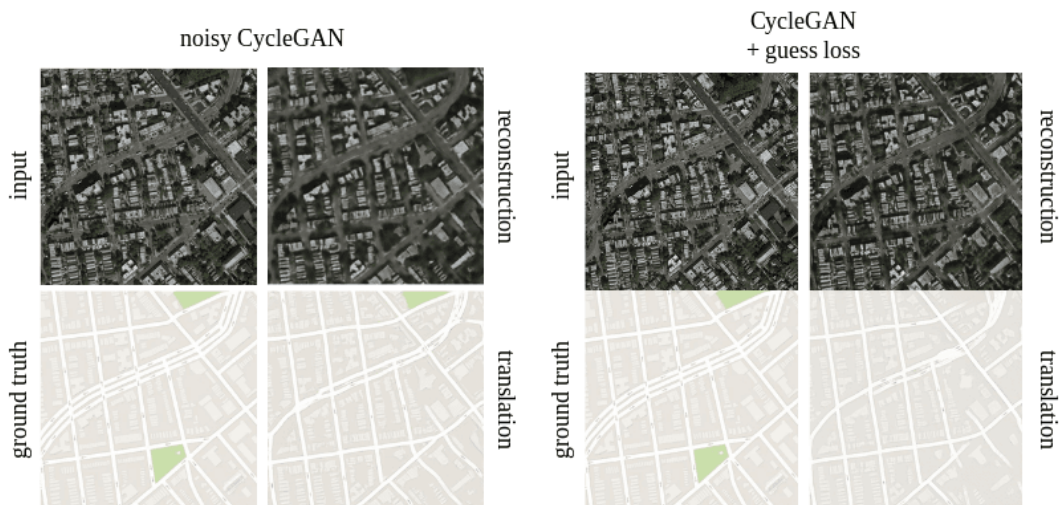 noisy CycleGAN
CycleGAN
+ guess loss
input
reconstruction
input
reconstruction
ground truth
translation
ground truth
translation